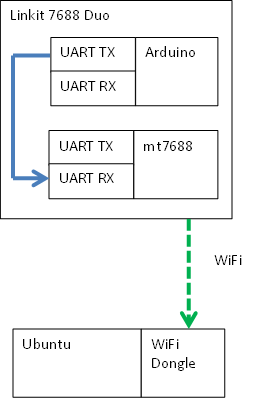 Linkit 7688 Duo
UART TX
Arduino
UART RX
UART TX
mt7688
UART RX
WiFi
Ubuntu
WiFi
Dongle